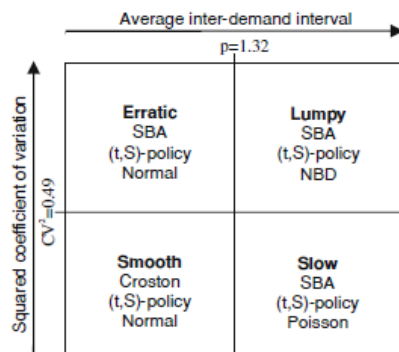 Average inter-demand interval
p=1.32
Squared coefficient of variation
CV²=0.49
Erratic
SBA
(t,S)-policy
Normal
Lumpy
SBA
(t,S)-policy
NBD
Smooth
Croston
(t,S)-policy
Normal
Slow
SBA
(t,S)-policy
Poisson